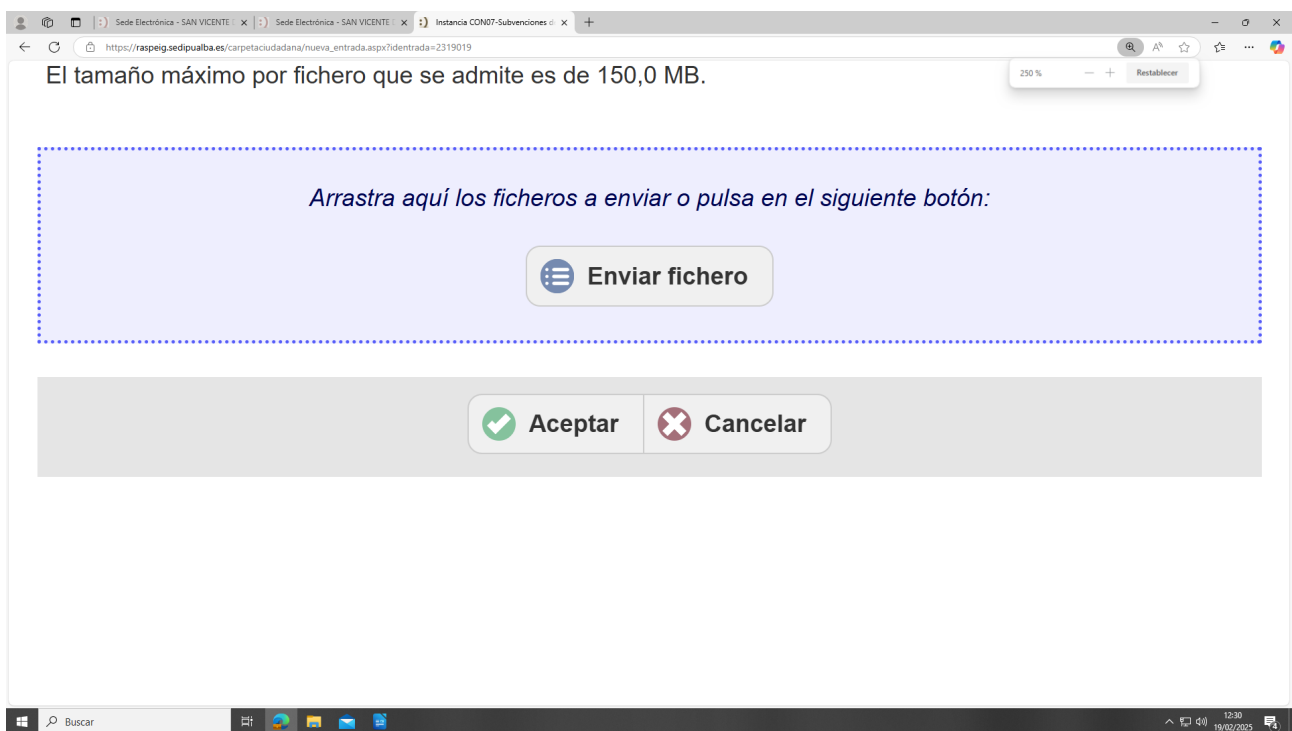 Sede Electrónica - SAN VICENTE
Sede Electrónica - SAN VICENTE
Instancia CON07-Subvenciones d
https://raspeig.sedipualba.es/carpetaciudadana/nueva_entrada.aspx?identrada=2319019
El tamaño máximo por fichero que se admite es de 150,0 MB.
250 %
Restablecer
Arrastra aquí los ficheros a enviar o pulsa en el siguiente botón:
Enviar fichero
Aceptar
Cancelar
Buscar
12:30
19/02/2025
4